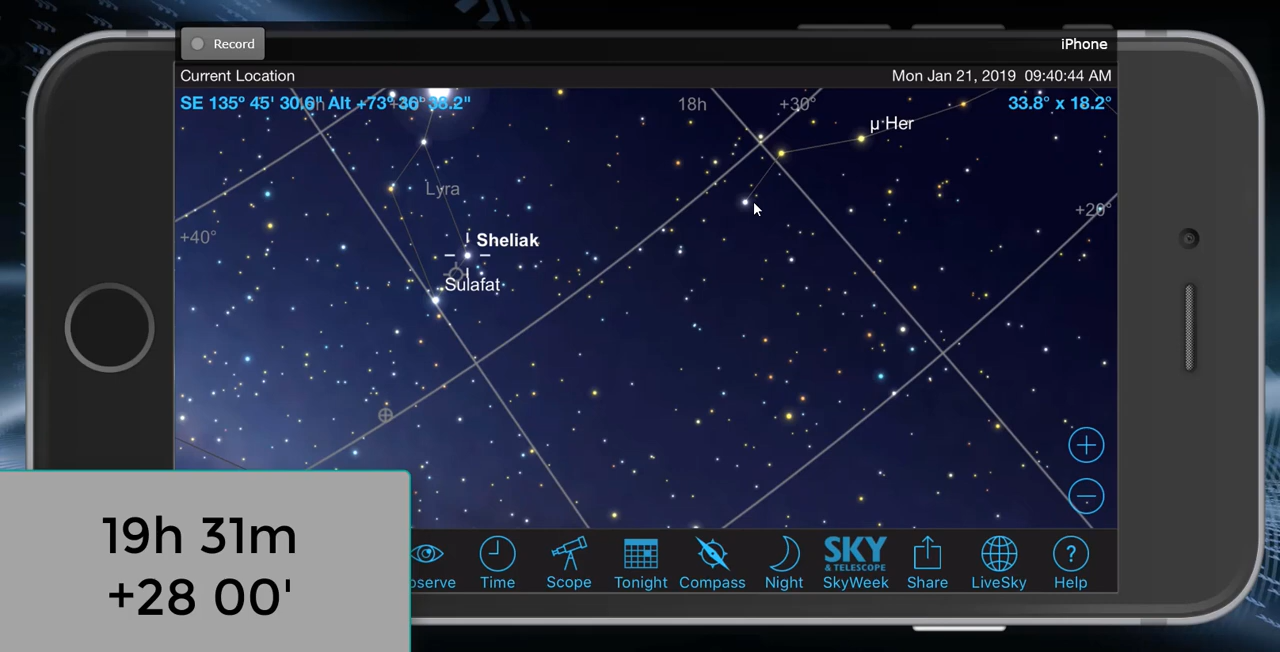 Record
iPhone
Current Location
Mon Jan 21, 2019 09:40:44 AM
18h
+30°
33.8° x 18.2°
µ Her
Lyra
+20°
+40°
Sheliak
Sulafat
19h 31m
+28 00'
Time
Scope
Tonight
Compass
Night
SKY
& TELESCOPE
SkyWeek
Share
LiveSky
?
Help